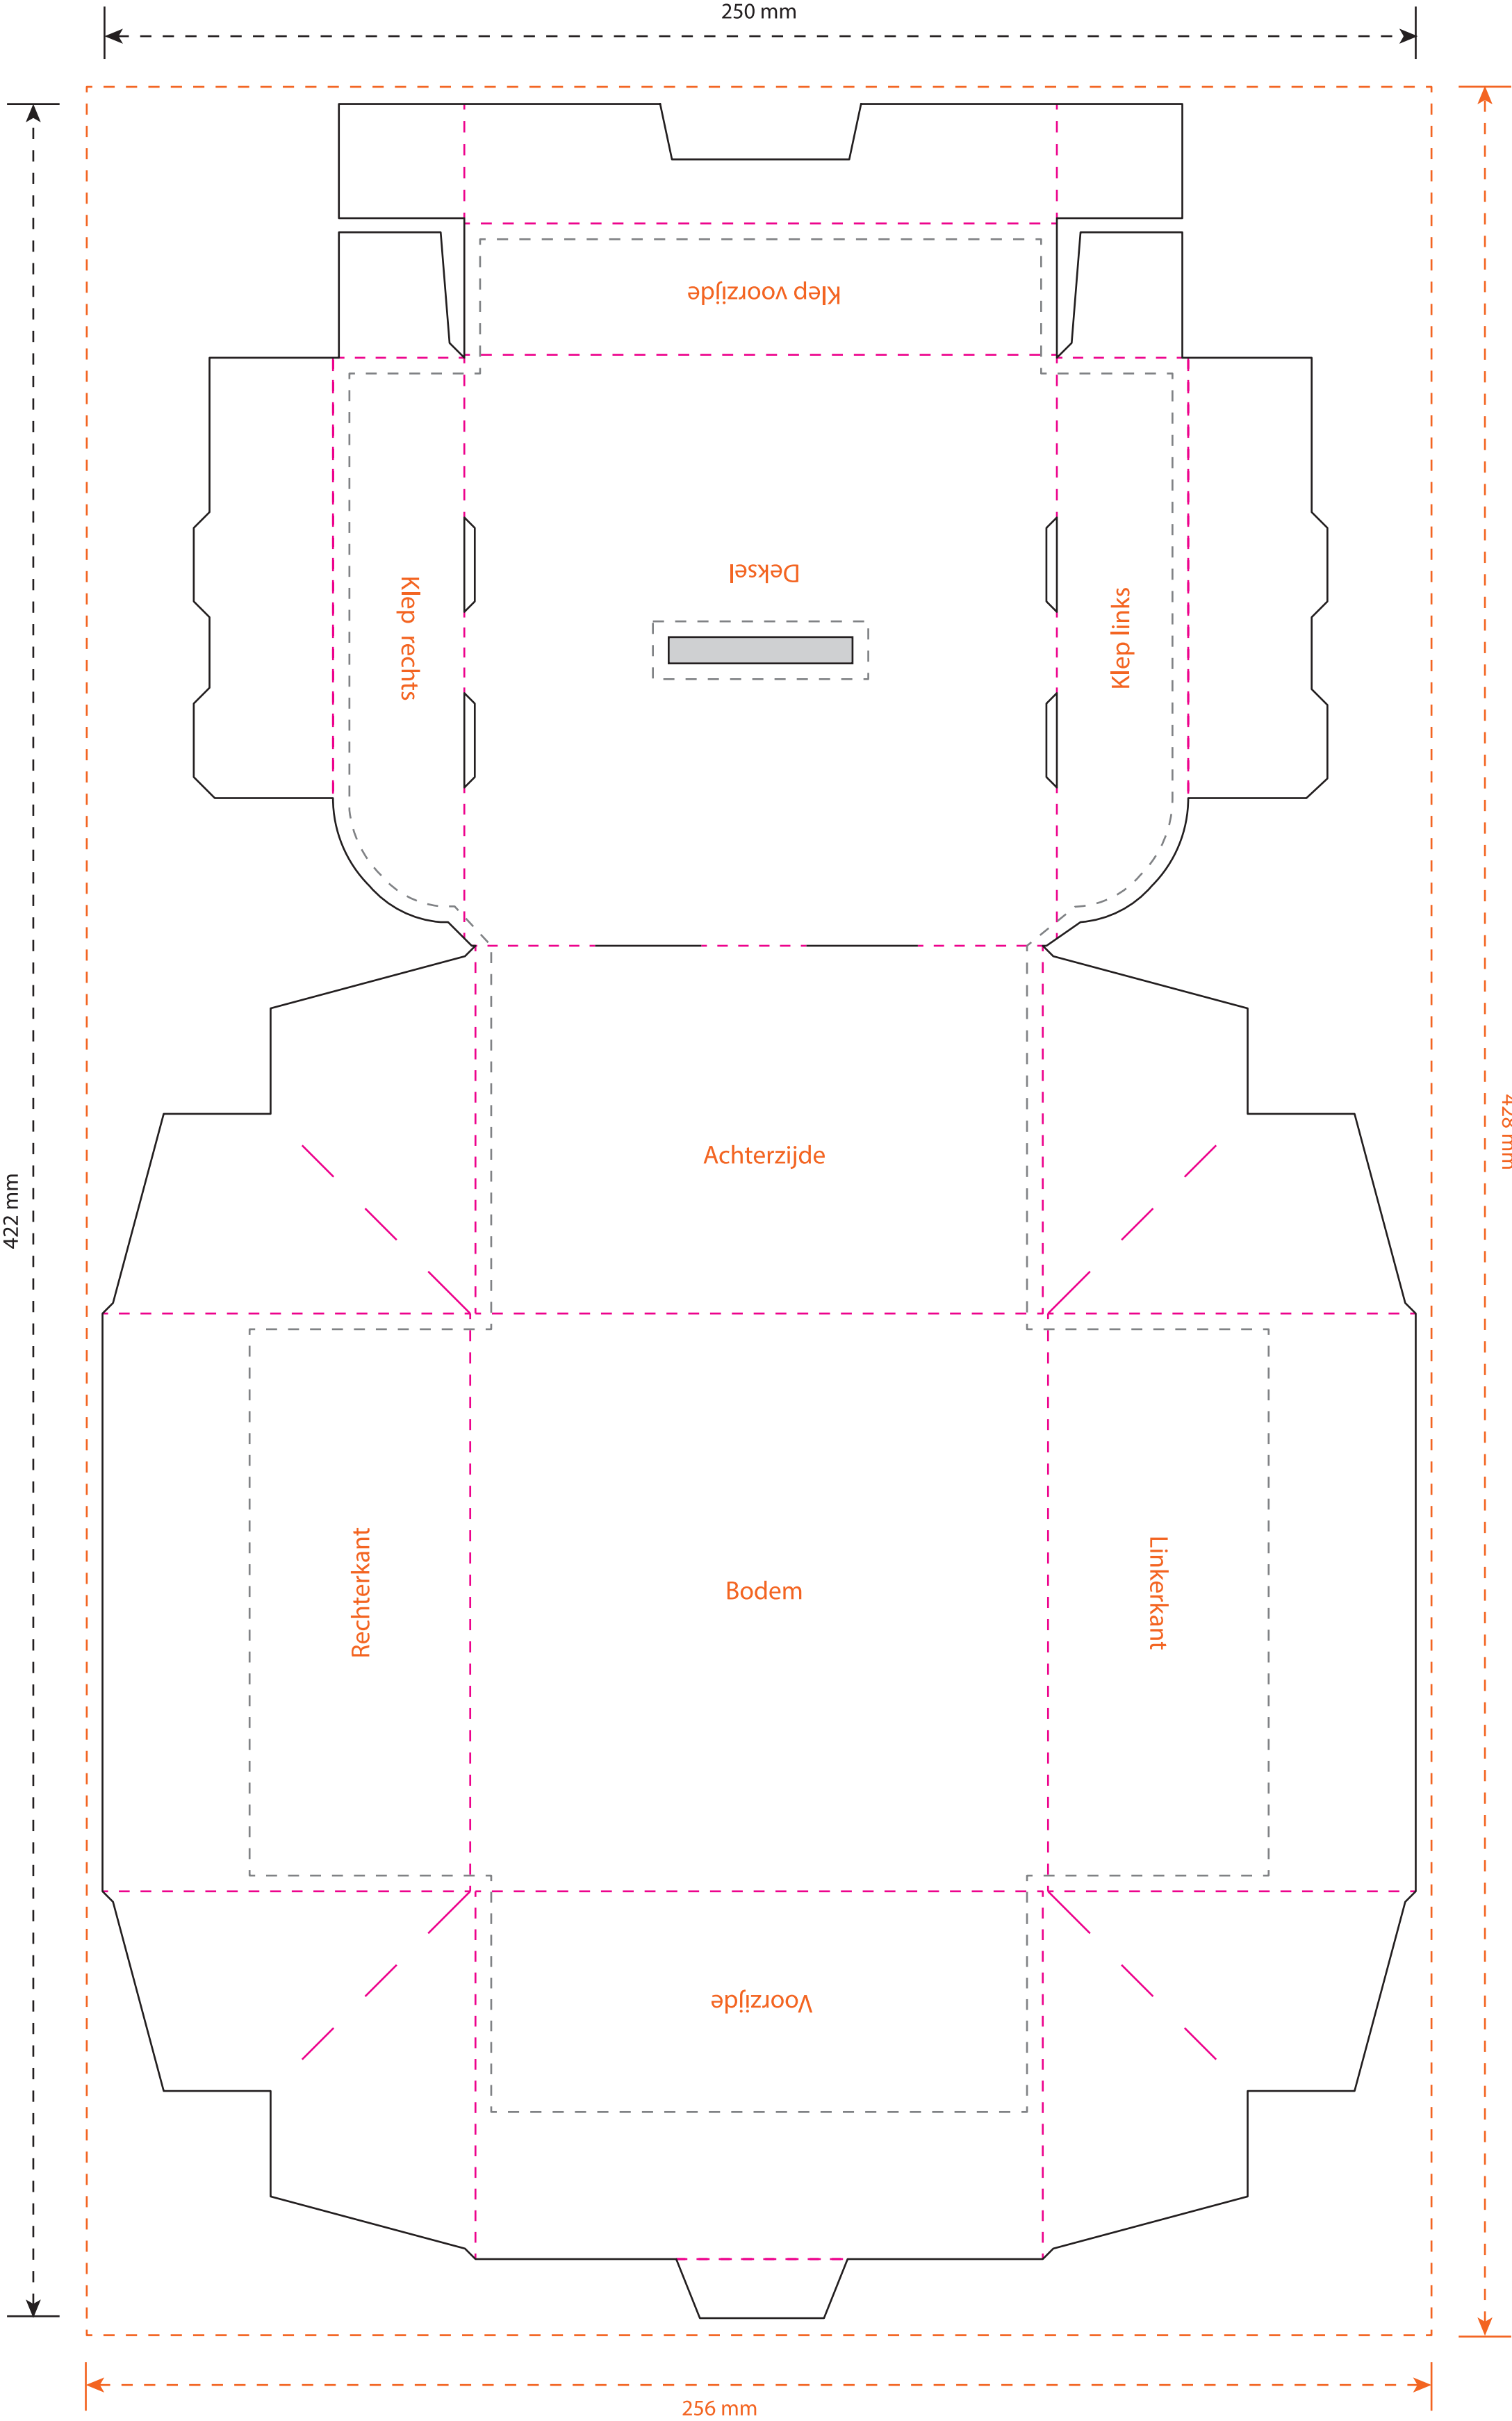 250 mm
Klep voorzijde
Deksel
Klep rechts
Klep links
428 mm
Achterzijde
422 mm
Rechterkant
Linkerkant
Bodem
Voorzijde
256 mm